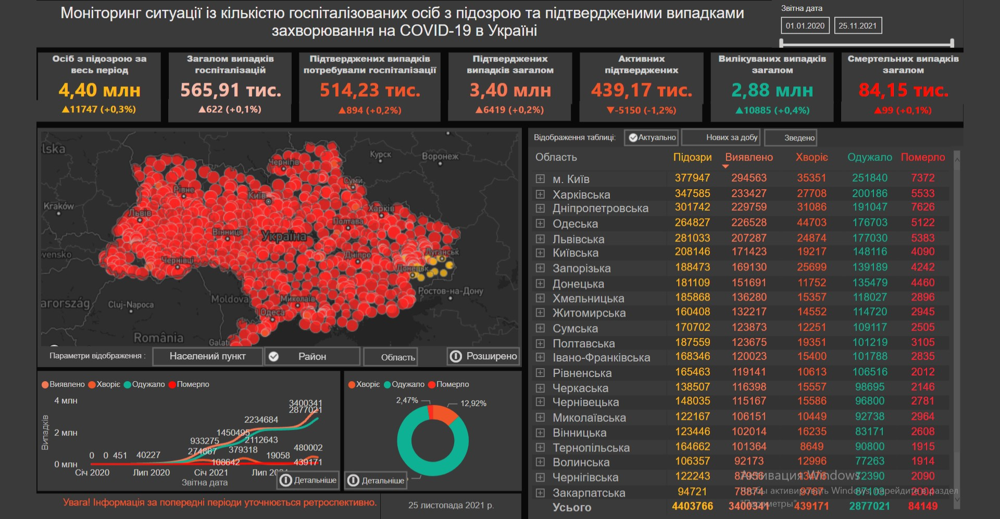 Моніторинг ситуації із кількістю госпіталізованих осіб з підозрою та підтвердженими випадками
захворювання на COVID-19 в Україні
Звітна дата
01.01.2020 25.11.2021
Осіб з підозрою за
весь період
4,40 млн
▲11747 (+0,3%)
Загалом випадків
госпіталізацій
565,91 тис.
▲622 (+0,1%)
Підтверджених випадків
потребували госпіталізації
514,23 тис.
▲894 (+0,2%)
Підтверджених
випадків загалом
3,40 млн
▲6419 (+0,2%)
Активних
підтверджених
439,17 тис.
▼-5150 (-1,2%)
Вилікуваних випадків
загалом
2,88 млн
▲10885 (+0,4%)
Смертельних випадків
загалом
84,15 тис.
▲99 (+0,1%)
lska
Курск
Воронеж
Чернігів
Суми
Рівне
Київ
Kraków
Львів
Харків
Полтава
Вінниця
Україна
vensko
Луганськ
Дніпро
Чернівці
Донецьк
Ростов-на-Дону
arország
Cluj-Napoca
Moldova
Миколаїв
Одеса
România
Galați
Параметри відображення :
Населений пункт
Район
Область
Розширено
Виявлено Хворіє Одужало Померло
4 млн
2 млн
0 млн
Випадків
0 0 451 40227
933275
274867
1450495
108642
379318
2234684
2112643
19058
3400341
2877021
480002
439171
Січ 2020 Лип 2020 Січ 2021
Звітна дата
Детальніше
Хворіє Одужало Померло
2,47%
12,92%
Детальніше
Увага! Інформація за попередні періоди уточнюється ретроспективно.
25 листопада 2021 р.
Відображення таблиці: Актуально Нових за добу Зведено
Область Підозри Виявлено Хворіє Одужало Померло
м. Київ 377947 294563 35351 251840 7372
Харківська 347585 233427 27708 200186 5533
Дніпропетровська 301742 229759 31086 191047 7626
Одеська 264827 226528 44703 176703 5122
Львівська 281033 207287 24874 177030 5383
Київська 208146 171423 19217 148116 4090
Запорізька 188473 169130 25699 139189 4242
Донецька 181109 151691 11752 135479 4460
Хмельницька 185868 136280 15357 118027 2896
Житомирська 160408 132217 14552 114720 2945
Сумська 170702 123873 12251 109117 2505
Полтавська 187559 123675 19351 101219 3105
Івано-Франківська 168346 120023 15400 101788 2835
Рівненська 165463 119141 10613 106516 2012
Черкаська 138507 116398 15557 98695 2146
Чернівецька 148035 115167 15586 96800 2781
Миколаївська 122167 106151 10449 92738 2964
Вінницька 123446 102014 16235 83171 2608
Тернопільська 164662 101364 8649 90800 1915
Волинська 106357 92173 12996 77263 1914
Чернігівська 122243 87956 13476 72390 2090
Закарпатська 94721 78874 9767 67103 2004
Усього 4403766 3400341 439171 2877021 84149
Активация Windows
Чтобы активировать Windows, перейдите в раздел
"Параметры"